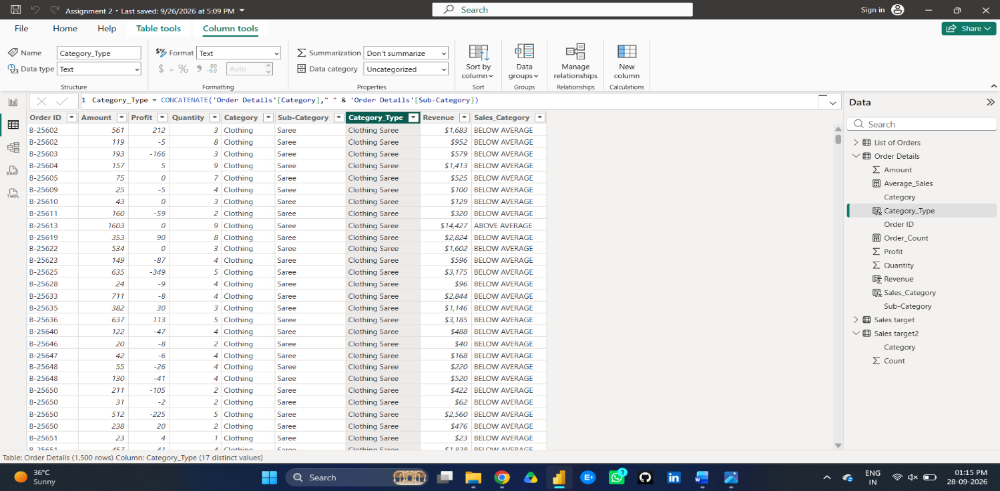 Assignment 2 • Last saved: 9/26/2026 at 5:09 PM
Search
Sign in
File Home Help Table tools Column tools
Share
Name Category_Type
Data type Text
Structure
Format Text
$ % Auto
Formatting
Summarization Don't summarize
Data category Uncategorized
Properties
Sort by column
Sort
Data groups
Groups
Manage relationships
Relationships
New column
Calculations
1 Category_Type = CONCATENATE('Order Details'[Category]," " & 'Order Details'[Sub-Category])
Order ID Amount Profit Quantity Category Sub-Category Category_Type Revenue Sales_Category
B-25602 561 212 3 Clothing Saree Clothing Saree $1,683 BELOW AVERAGE
B-25602 119 -5 8 Clothing Saree Clothing Saree $952 BELOW AVERAGE
B-25603 193 -166 3 Clothing Saree Clothing Saree $579 BELOW AVERAGE
B-25604 157 5 9 Clothing Saree Clothing Saree $1,413 BELOW AVERAGE
B-25605 75 0 7 Clothing Saree Clothing Saree $525 BELOW AVERAGE
B-25609 25 -5 4 Clothing Saree Clothing Saree $100 BELOW AVERAGE
B-25610 43 0 3 Clothing Saree Clothing Saree $129 BELOW AVERAGE
B-25611 160 -59 2 Clothing Saree Clothing Saree $320 BELOW AVERAGE
B-25613 1603 0 9 Clothing Saree Clothing Saree $14,427 ABOVE AVERAGE
B-25619 353 90 8 Clothing Saree Clothing Saree $2,824 BELOW AVERAGE
B-25622 534 0 3 Clothing Saree Clothing Saree $1,602 BELOW AVERAGE
B-25623 149 -87 4 Clothing Saree Clothing Saree $596 BELOW AVERAGE
B-25625 635 -349 5 Clothing Saree Clothing Saree $3,175 BELOW AVERAGE
B-25628 24 -9 4 Clothing Saree Clothing Saree $96 BELOW AVERAGE
B-25633 711 -8 4 Clothing Saree Clothing Saree $2,844 BELOW AVERAGE
B-25635 382 30 3 Clothing Saree Clothing Saree $1,146 BELOW AVERAGE
B-25636 637 113 5 Clothing Saree Clothing Saree $3,185 BELOW AVERAGE
B-25640 122 -47 4 Clothing Saree Clothing Saree $488 BELOW AVERAGE
B-25646 20 -8 2 Clothing Saree Clothing Saree $40 BELOW AVERAGE
B-25647 42 -6 4 Clothing Saree Clothing Saree $168 BELOW AVERAGE
B-25648 55 -26 4 Clothing Saree Clothing Saree $220 BELOW AVERAGE
B-25648 130 -41 4 Clothing Saree Clothing Saree $520 BELOW AVERAGE
B-25650 211 -105 2 Clothing Saree Clothing Saree $422 BELOW AVERAGE
B-25650 31 -2 2 Clothing Saree Clothing Saree $62 BELOW AVERAGE
B-25650 512 -225 5 Clothing Saree Clothing Saree $2,560 BELOW AVERAGE
B-25650 238 20 2 Clothing Saree Clothing Saree $476 BELOW AVERAGE
B-25651 23 4 1 Clothing Saree Clothing Saree $23 BELOW AVERAGE
B-25651 457 41 4 Clothing Saree Clothing Saree $1,828 BELOW AVERAGE
Data
Search
List of Orders
Order Details
Amount
Average_Sales
Category
Category_Type
Order ID
Order_Count
Profit
Quantity
Revenue
Sales_Category
Sub-Category
Sales target
Sales target2
Category
Count
Table: Order Details (1,500 rows) Column: Category_Type (17 distinct values)
36°C
Sunny
Search
1
ENG
IN
01:15 PM
28-09-2026